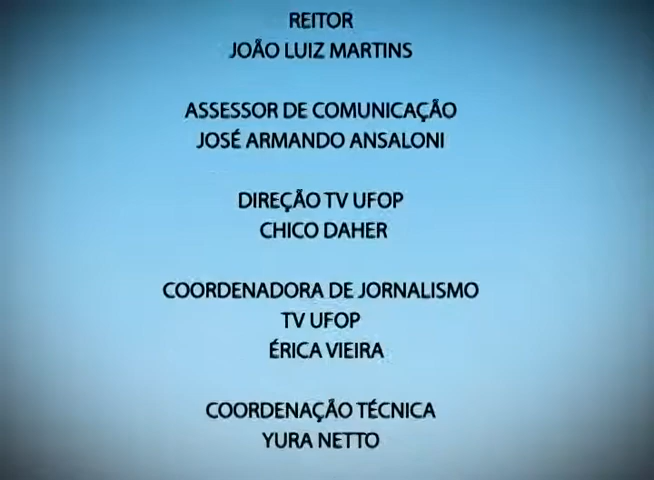 REITOR
JOÃO LUIZ MARTINS
ASSESSOR DE COMUNICAÇÃO
JOSÉ ARMANDO ANSALONI
DIREÇÃO TV UFOP
CHICO DAHER
COORDENADORA DE JORNALISMO
TV UFOP
ÉRICA VIEIRA
COORDENAÇÃO TÉCNICA
YURA NETTO